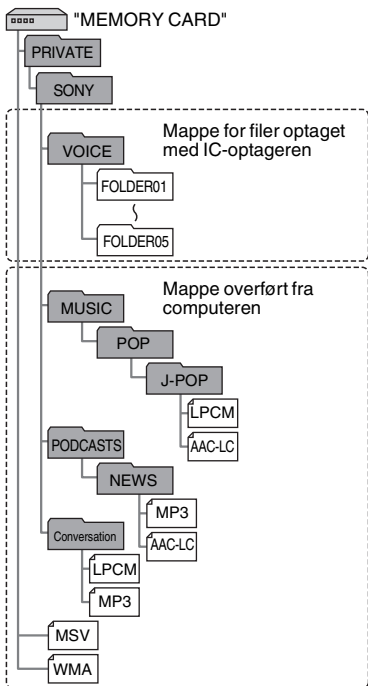 "MEMORY CARD"
PRIVATE
SONY
Mappe for filer optaget
med IC-optageren
VOICE
FOLDER01
FOLDER05
Mappe overført fra
computeren
MUSIC
POP
J-POP
LPCM
AAC-LC
PODCASTS
NEWS
MP3
AAC-LC
Conversation
LPCM
MP3
MSV
WMA